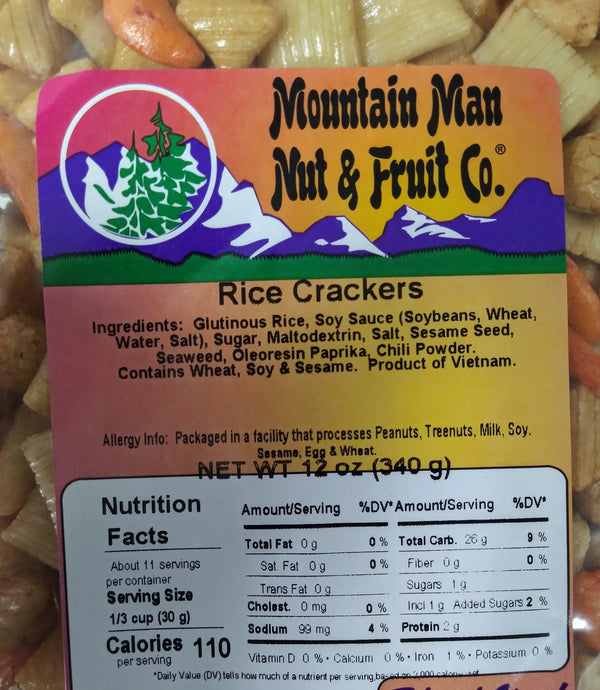 Mountain Man
Nut & Fruit Co.®
Rice Crackers
Ingredients: Glutinous Rice, Soy Sauce (Soybeans, Wheat,
Water, Salt), Sugar, Maltodextrin, Salt, Sesame Seed,
Seaweed, Oleoresin Paprika, Chili Powder.
Contains Wheat, Soy & Sesame. Product of Vietnam.
Allergy Info: Packaged in a facility that processes Peanuts, Treenuts, Milk, Soy.
Sesame, Egg & Wheat.
NET WT 12 oz (340 g)
Nutrition
Facts
About 11 servings
per container
Serving Size
1/3 cup (30 g)
Calories 110
per serving
Amount/Serving %DV*
Total Fat 0 g 0 %
Sat. Fat 0 g 0 %
Trans Fat 0 g
Cholest. 0 mg 0 %
Sodium 99 mg 4 %
Amount/Serving %DV*
Total Carb. 26 g 9 %
Fiber 0 g 0 %
Sugars 1 g
Incl 1 g Added Sugars 2 %
Protein 2 g
Vitamin D 0 % • Calcium 0 % • Iron 1 % • Potassium 0 %
*Daily Value (DV) tells how much of a nutrient per serving, based on 2,000 calorie